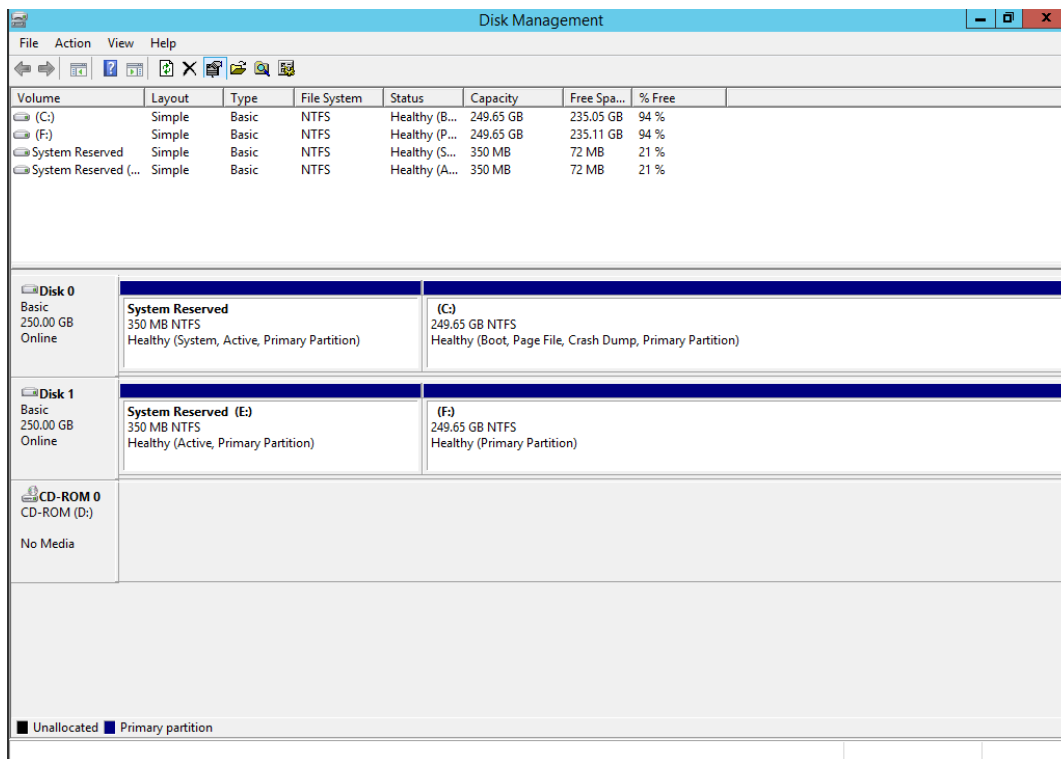 Disk Management
File Action View Help
Volume Layout Type File System Status Capacity Free Spa... % Free
(C:) Simple Basic NTFS Healthy (B... 249.65 GB 235.05 GB 94 %
(F:) Simple Basic NTFS Healthy (P... 249.65 GB 235.11 GB 94 %
System Reserved Simple Basic NTFS Healthy (S... 350 MB 72 MB 21 %
System Reserved (... Simple Basic NTFS Healthy (A... 350 MB 72 MB 21 %
Disk 0
Basic
250.00 GB
Online
System Reserved
350 MB NTFS
Healthy (System, Active, Primary Partition)
(C:)
249.65 GB NTFS
Healthy (Boot, Page File, Crash Dump, Primary Partition)
Disk 1
Basic
250.00 GB
Online
System Reserved (E:)
350 MB NTFS
Healthy (Active, Primary Partition)
(F:)
249.65 GB NTFS
Healthy (Primary Partition)
CD-ROM 0
CD-ROM (D:)
No Media
Unallocated Primary partition